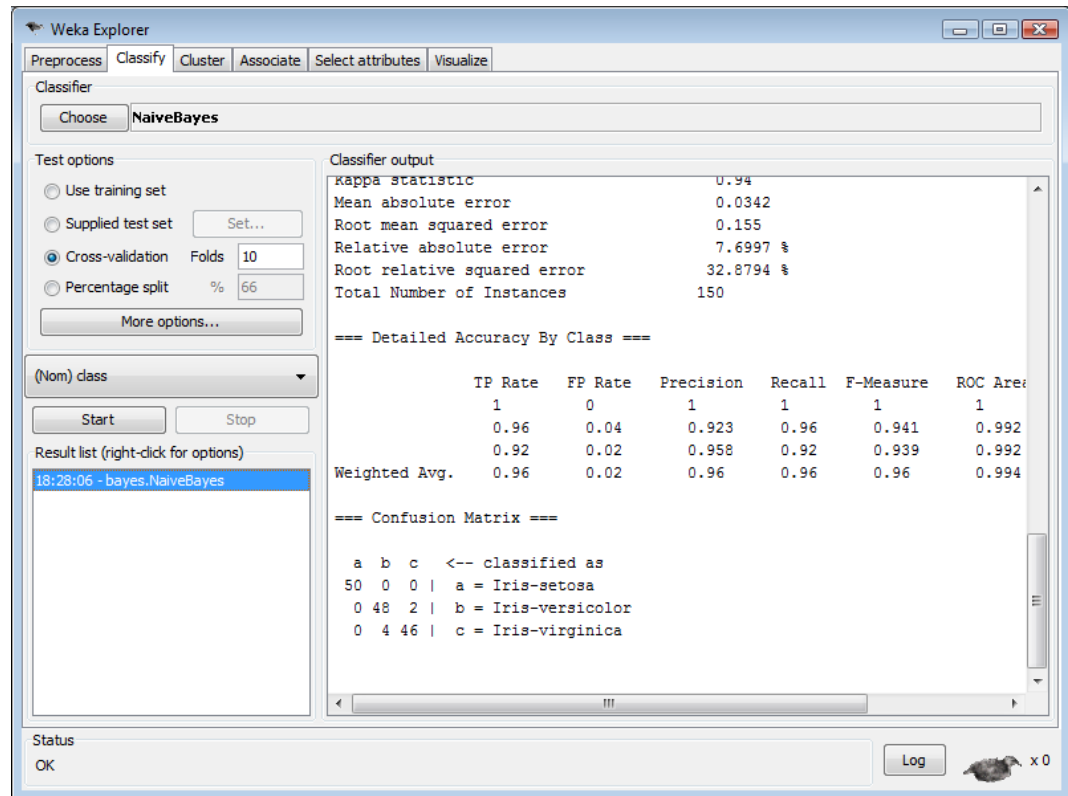 Weka Explorer
Preprocess Classify Cluster Associate Select attributes Visualize
Classifier
Choose NaiveBayes
Test options
Use training set
Supplied test set Set...
Cross-validation Folds 10
Percentage split % 66
More options...
(Nom) class
Start Stop
Result list (right-click for options)
18:28:06 - bayes.NaiveBayes
Classifier output
Kappa statistic 0.94
Mean absolute error 0.0342
Root mean squared error 0.155
Relative absolute error 7.6997 %
Root relative squared error 32.8794 %
Total Number of Instances 150
=== Detailed Accuracy By Class ===
TP Rate FP Rate Precision Recall F-Measure ROC Area
1 0 1 1 1 1
0.96 0.04 0.923 0.96 0.941 0.992
0.92 0.02 0.958 0.92 0.939 0.992
Weighted Avg. 0.96 0.02 0.96 0.96 0.96 0.994
=== Confusion Matrix ===
a b c <-- classified as
50 0 0 | a = Iris-setosa
0 48 2 | b = Iris-versicolor
0 4 46 | c = Iris-virginica
Status
OK
Log x 0